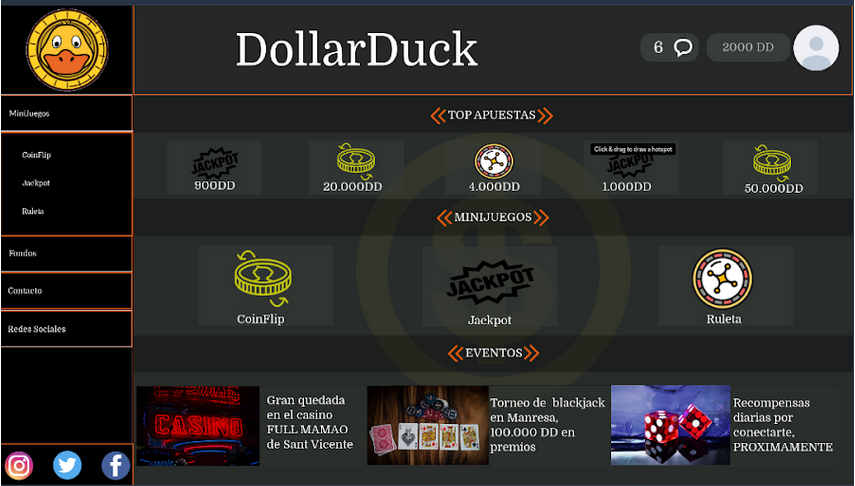 DollarDuck
6
2000 DD
MiniJuegos
CoinFlip
Jackpot
Ruleta
Fondos
Contacto
Redes Sociales
TOP APUESTAS
JACKPOT
900DD
20.000DD
4.000DD
Click & drag to draw a hotspot
JACKPOT
1.000DD
50.000DD
MINIJUEGOS
CoinFlip
JACKPOT
Jackpot
Ruleta
EVENTOS
CASINO
Gran quedada
en el casino
FULL MAMAO
de Sant Vicente
Torneo de blackjack
en Manresa,
100.000 DD en
premios
Recompensas
diarias por
conectarte,
PROXIMAMENTE